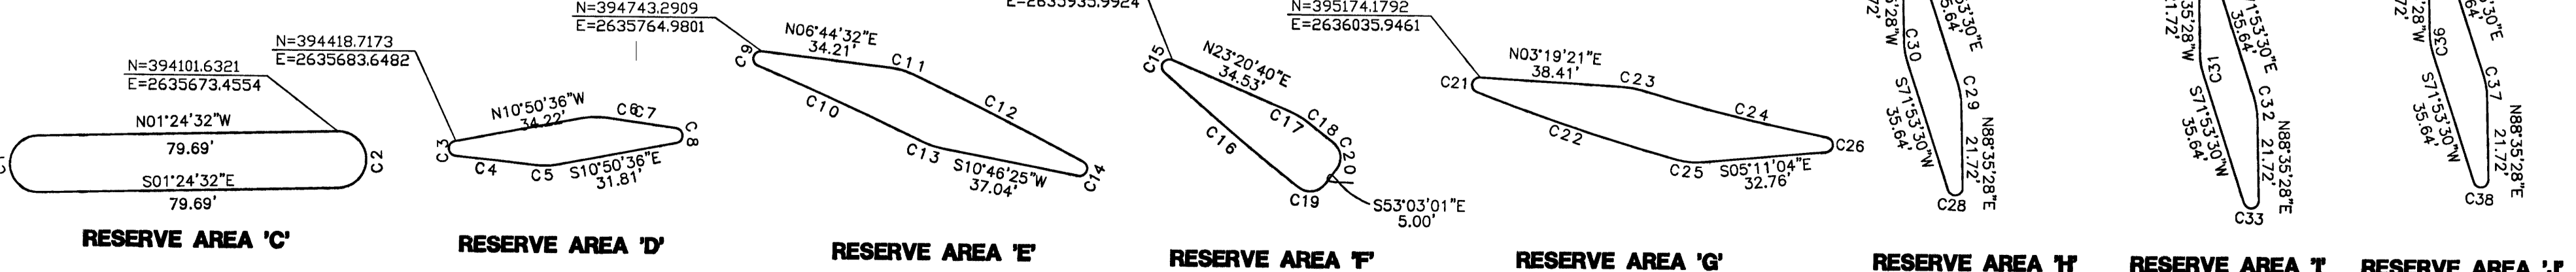 N=394101.6321
E=2635673.4554
N01°24'32"W
79.69'
C2
S01°24'32"E
79.69'
RESERVE AREA 'C'
N=394418.7173
E=2635683.6482
N10°50'36"W
34.22'
C6
C7
C3
C8
C4
C5
S10°50'36"E
31.81'
RESERVE AREA 'D'
N=394743.2909
E=2635764.9801
C9
N06°44'32"E
34.21'
C11
C10
C12
C13
S10°46'25"W
37.04'
C14
RESERVE AREA 'E'
E=2635935.9924
C15
N23°20'40"E
34.53'
C17
C18
C16
C20
C19
S53°03'01"E
5.00'
RESERVE AREA 'F'
N=395174.1792
E=2636035.9461
C21
N03°19'21"E
38.41'
C23
C22
C24
C26
C25
S05°11'04"E
32.76'
RESERVE AREA 'G'
C30
C29
S71°53'30"W
35.64'
N88°35'28"E
21.72'
C28
RESERVE AREA 'H'
35.64'
C31
C32
S71°53'30"W
35.64'
N88°35'28"E
21.72'
C33
RESERVE AREA 'I'
C36
C37
S71°53'30"W
35.64'
N88°35'28"E
21.72'
C38
RESERVE AREA 'J'